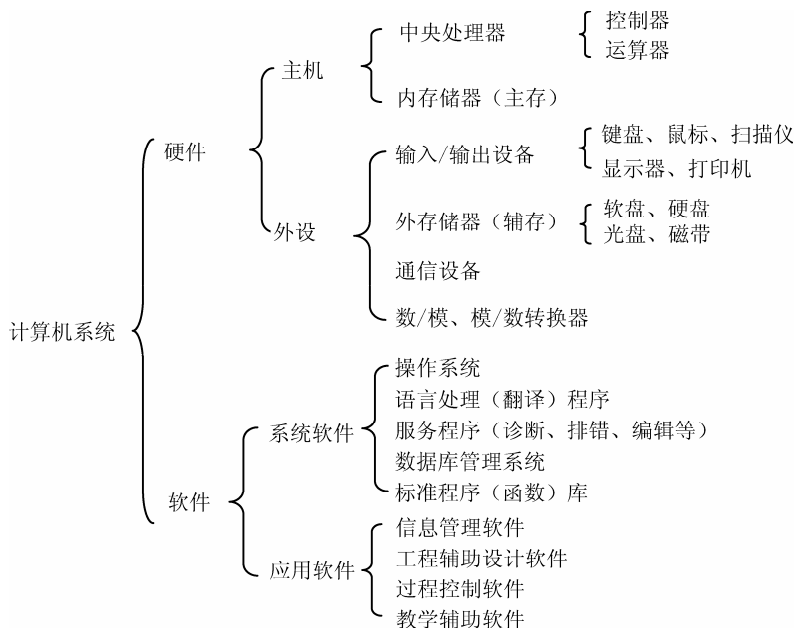 计算机系统
硬件
主机
中央处理器
控制器
运算器
内存储器（主存）
外设
输入/输出设备
键盘、鼠标、扫描仪
显示器、打印机
外存储器（辅存）
软盘、硬盘
光盘、磁带
通信设备
数/模、模/数转换器
软件
系统软件
操作系统
语言处理（翻译）程序
服务程序（诊断、排错、编辑等）
数据库管理系统
标准程序（函数）库
应用软件
信息管理软件
工程辅助设计软件
过程控制软件
教学辅助软件